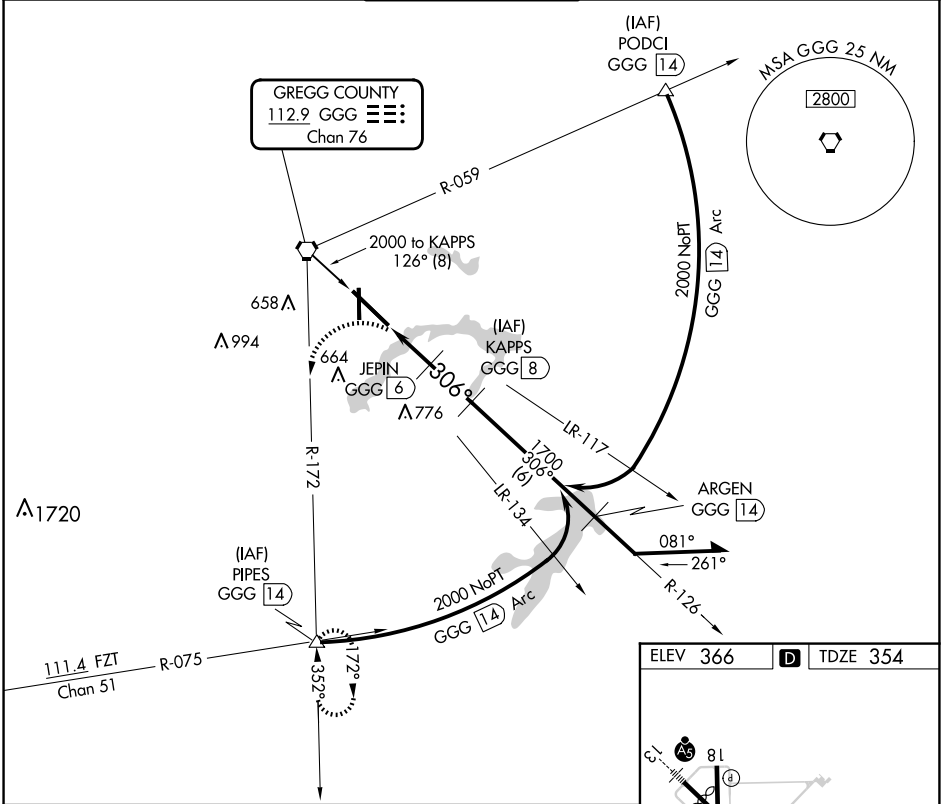 (IAF)
PODCI
GGG 14
MSA GGG 25 NM
2800
GREGG COUNTY
112.9 GGG
Chan 76
R-059
2000 to KAPPS
126° (8)
2000 NoPT
GGG 14 Arc
658
994
664
JEPIN
GGG 6
776
306°
(IAF)
KAPPS
GGG 8
LR-117
1700
306°
(6)
LR-134
ARGEN
GGG 14
R-172
1720
081°
261°
R-126
(IAF)
PIPES
GGG 14
2000 NoPT
GGG 14 Arc
111.4 FZT
Chan 51
R-075
352°
172°
ELEV 366
D
TDZE 354
13
A5
18
P